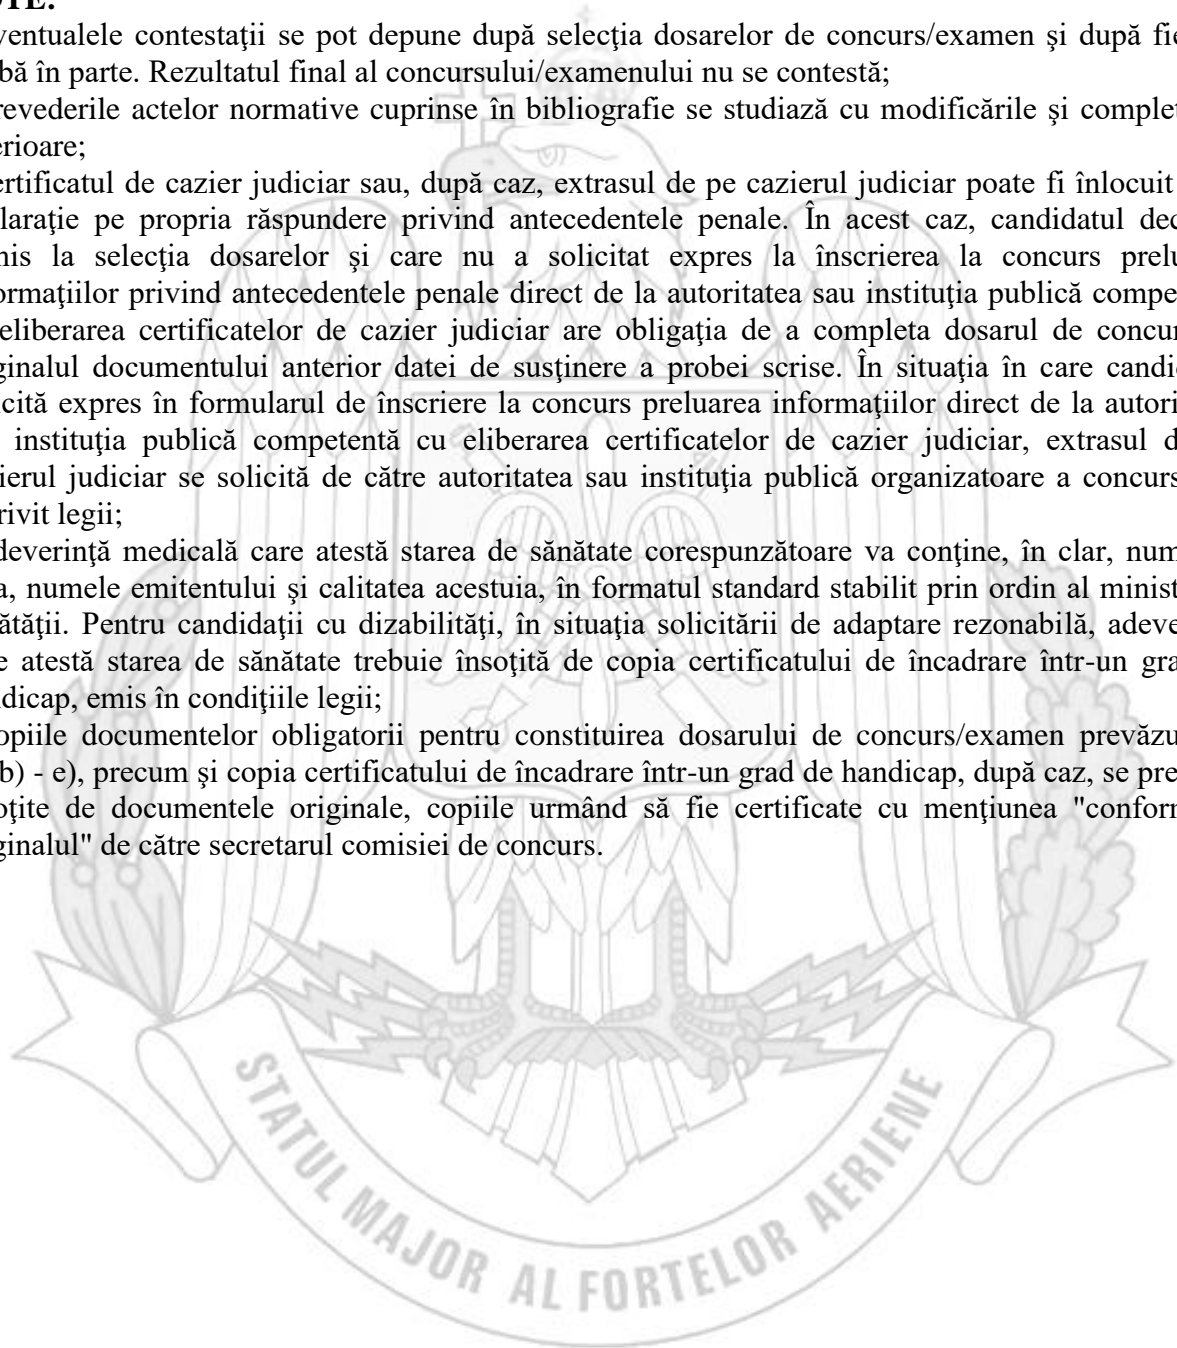 OTE:
ventualele contestaţii se pot depune după selecţia dosarelor de concurs/examen şi după fie
bă în parte. Rezultatul final al concursului/examenului nu se contestă;
revederile actelor normative cuprinse în bibliografie se studiază cu modificările şi complet
erioare;
ertificatul de cazier judiciar sau, după caz, extrasul de pe cazierul judiciar poate fi înlocuit
laraţie pe propria răspundere privind antecedentele penale. În acest caz, candidatul dec
nis la selecţia dosarelor şi care nu a solicitat expres la înscrierea la concurs prelu
ormaţiilor privind antecedentele penale direct de la autoritatea sau instituţia publică compe
eliberarea certificatelor de cazier judiciar are obligaţia de a completa dosarul de concur
ginalul documentului anterior datei de susţinere a probei scrise. În situaţia în care candid
icită expres în formularul de înscriere la concurs preluarea informaţiilor direct de la autori
instituţia publică competentă cu eliberarea certificatelor de cazier judiciar, extrasul d
ierul judiciar se solicită de către autoritatea sau instituţia publică organizatoare a concurs
rivit legii;
deverinţă medicală care atestă starea de sănătate corespunzătoare va conţine, în clar, num
a, numele emitentului şi calitatea acestuia, în formatul standard stabilit prin ordin al minist
ătăţii. Pentru candidaţii cu dizabilităţi, în situaţia solicitării de adaptare rezonabilă, adeve
e atestă starea de sănătate trebuie însoţită de copia certificatului de încadrare într-un gra
dicap, emis în condiţiile legii;
opiile documentelor obligatorii pentru constituirea dosarului de concurs/examen prevăzu
b) - e), precum şi copia certificatului de încadrare într-un grad de handicap, după caz, se pre
oţite de documentele originale, copiile urmând să fie certificate cu menţiunea "conform
ginalul" de către secretarul comisiei de concurs.
STATUL MAJOR AL FORTELOR AERIENE